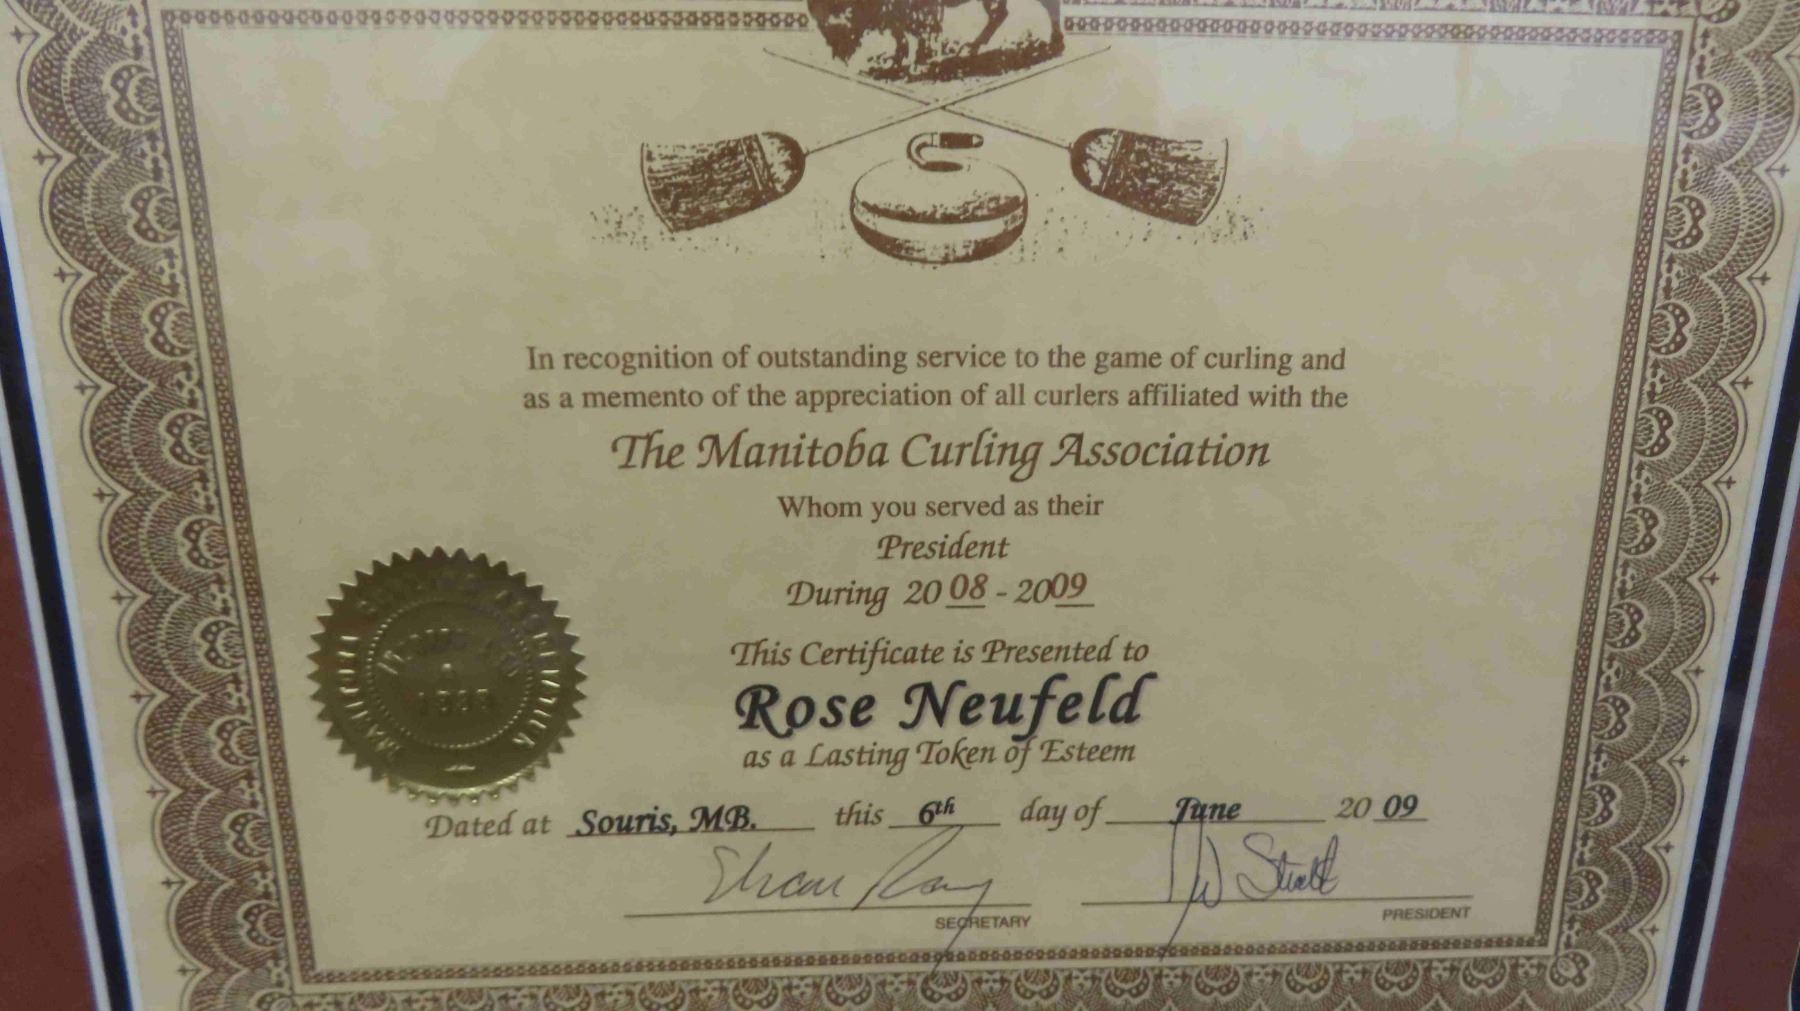 In recognition of outstanding service to the game of curling and
as a memento of the appreciation of all curlers affiliated with the
The Manitoba Curling Association
Whom you served as their
President
During 2008 - 2009
This Certificate is Presented to
Rose Neufeld
as a Lasting Token of Esteem
Dated at Souris, MB. this 6th day of June 20 09
SECRETARY
PRESIDENT